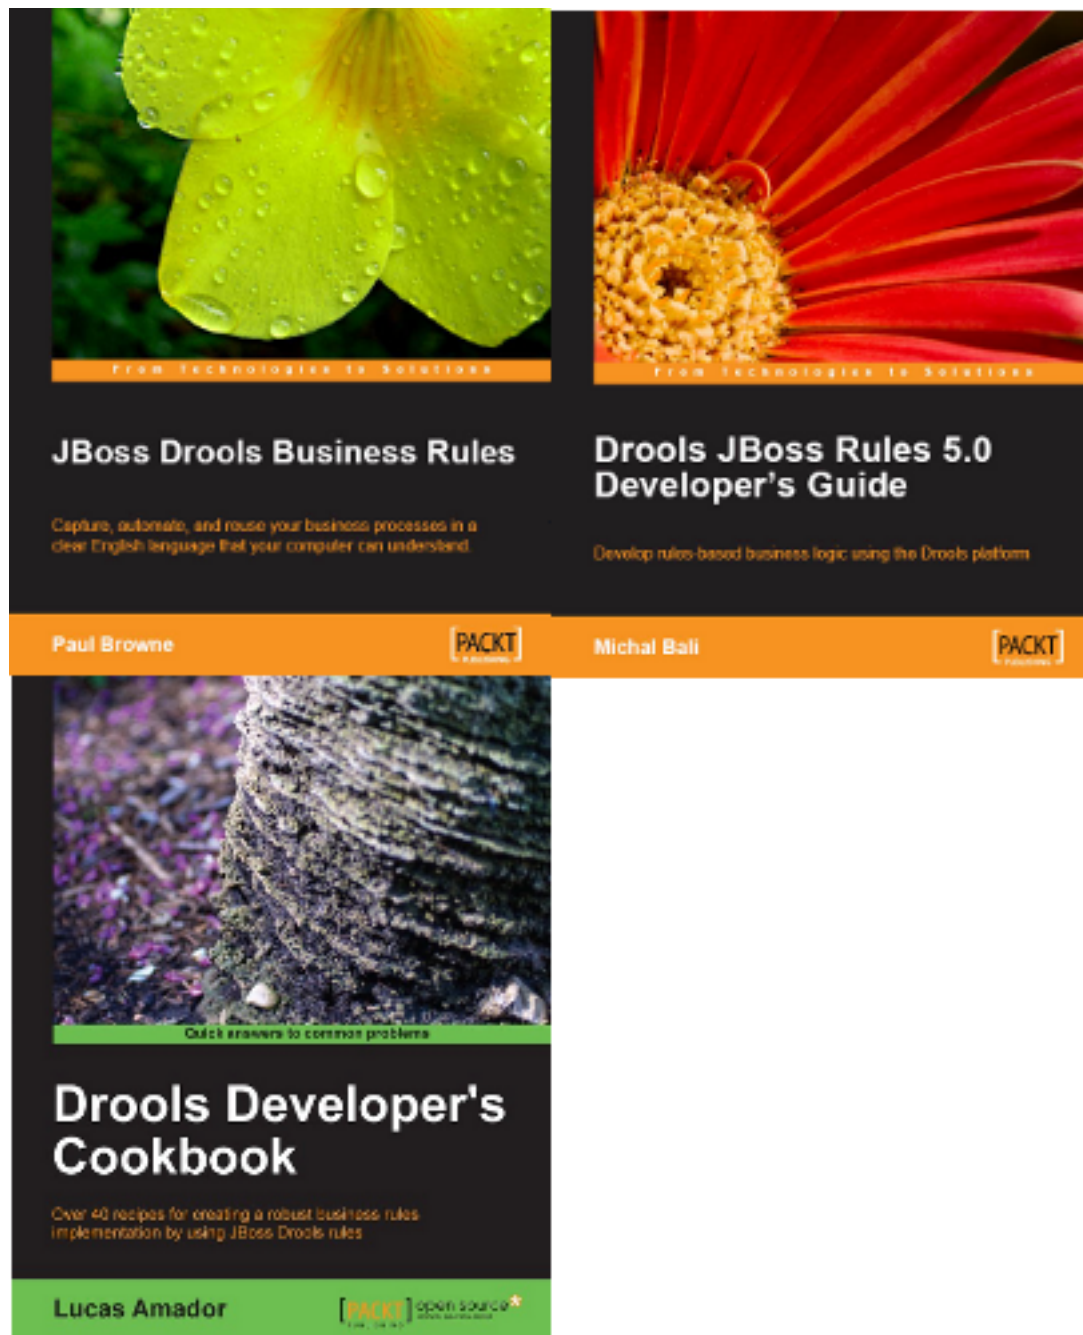 From Technologies to Solutions
JBoss Drools Business Rules
Capture, automate, and reuse your business processes in a
clear English language that your computer can understand.
Paul Browne
[PACKT]
PUBLISHING
From Technologies to Solutions
Drools JBoss Rules 5.0
Developer's Guide
Develop rules-based business logic using the Drools platform
Michal Bali
[PACKT]
PUBLISHING
Quick answers to common problems
Drools Developer's
Cookbook
Over 40 recipes for creating a robust business rules
implementation by using JBoss Drools rules
Lucas Amador
[PACKT] open source*
PUBLISHING